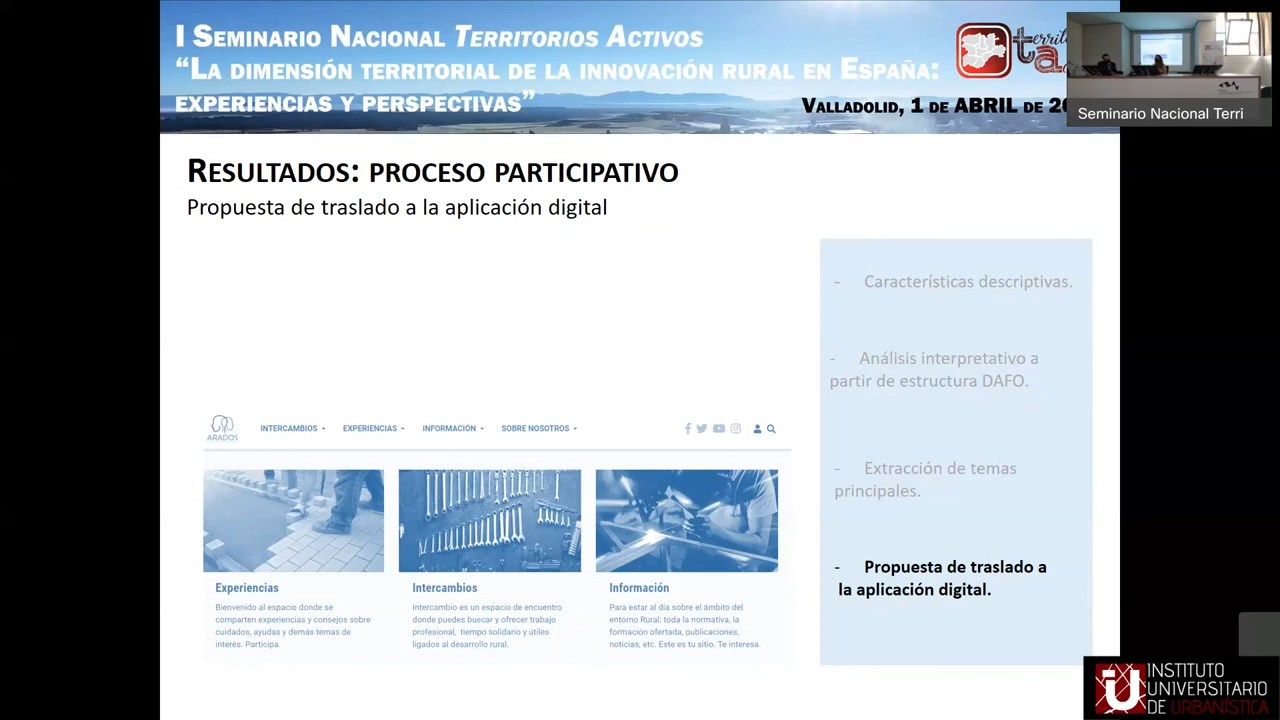 I Seminario Nacional Territorios Activos
“La dimensión territorial de la innovación rural en España:
experiencias y perspectivas”
Valladolid, 1 de ABRIL de
Seminario Nacional Terri
Resultados: proceso participativo
Propuesta de traslado a la aplicación digital
- Características descriptivas.
- Análisis interpretativo a
partir de estructura DAFO.
- Extracción de temas
principales.
- Propuesta de traslado a
la aplicación digital.
ARADOS
INTERCAMBIOS
EXPERIENCIAS
INFORMACIÓN
SOBRE NOSOTROS
Experiencias
Bienvenido al espacio donde se
comparten experiencias y consejos sobre
cuidados, ayudas y demás temas de
interés. Participa.
Intercambios
Intercambio es un espacio de encuentro
donde puedes buscar y ofrecer trabajo
profesional, tiempo solidario y útiles
ligados al desarrollo rural.
Información
Para estar al día sobre el ámbito del
entorno Rural: toda la normativa, la
formación ofertada, publicaciones,
noticias, etc. Este es tu sitio. Te interesa.
INSTITUTO
UNIVERSITARIO
DE URBANÍSTICA